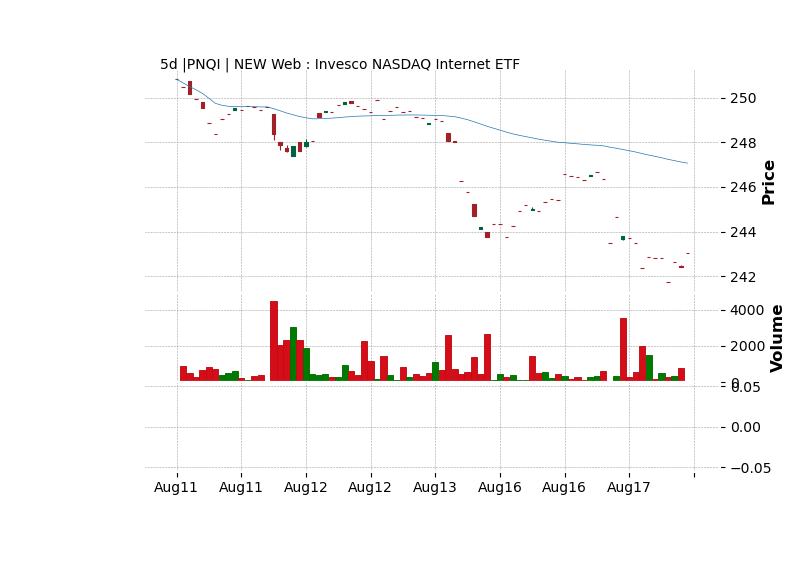 5d |PNQI | NEW Web : Invesco NASDAQ Internet ETF
250
248
246
244
242
Price
4000
2000
0
Volume
0.05
0.00
−0.05
Aug11 Aug11 Aug12 Aug12 Aug13 Aug16 Aug16 Aug17